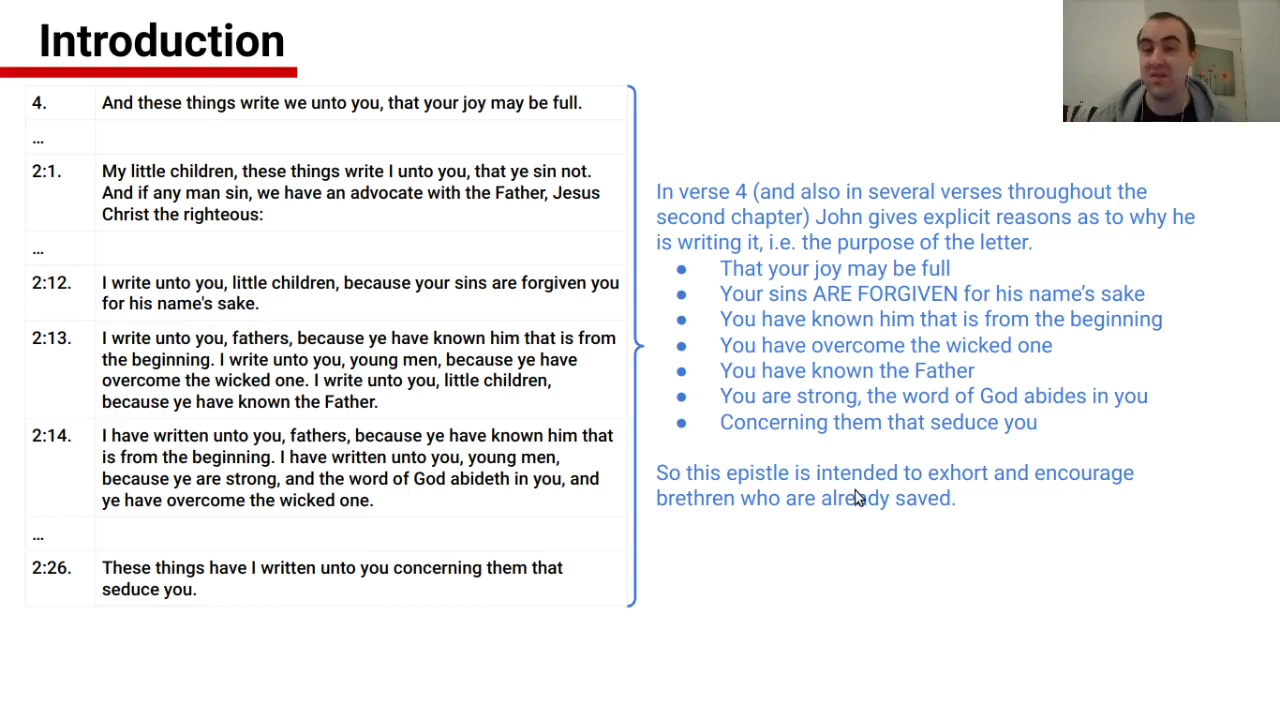 Introduction
4. And these things write we unto you, that your joy may be full.
...
2:1. My little children, these things write I unto you, that ye sin not.
And if any man sin, we have an advocate with the Father, Jesus
Christ the righteous:
...
2:12. I write unto you, little children, because your sins are forgiven you
for his name's sake.
2:13. I write unto you, fathers, because ye have known him that is from
the beginning. I write unto you, young men, because ye have
overcome the wicked one. I write unto you, little children,
because ye have known the Father.
2:14. I have written unto you, fathers, because ye have known him that
is from the beginning. I have written unto you, young men,
because ye are strong, and the word of God abideth in you, and
ye have overcome the wicked one.
...
2:26. These things have I written unto you concerning them that
seduce you.
In verse 4 (and also in several verses throughout the
second chapter) John gives explicit reasons as to why he
is writing it, i.e. the purpose of the letter.
● That your joy may be full
● Your sins ARE FORGIVEN for his name’s sake
● You have known him that is from the beginning
● You have overcome the wicked one
● You have known the Father
● You are strong, the word of God abides in you
● Concerning them that seduce you
So this epistle is intended to exhort and encourage
brethren who are already saved.